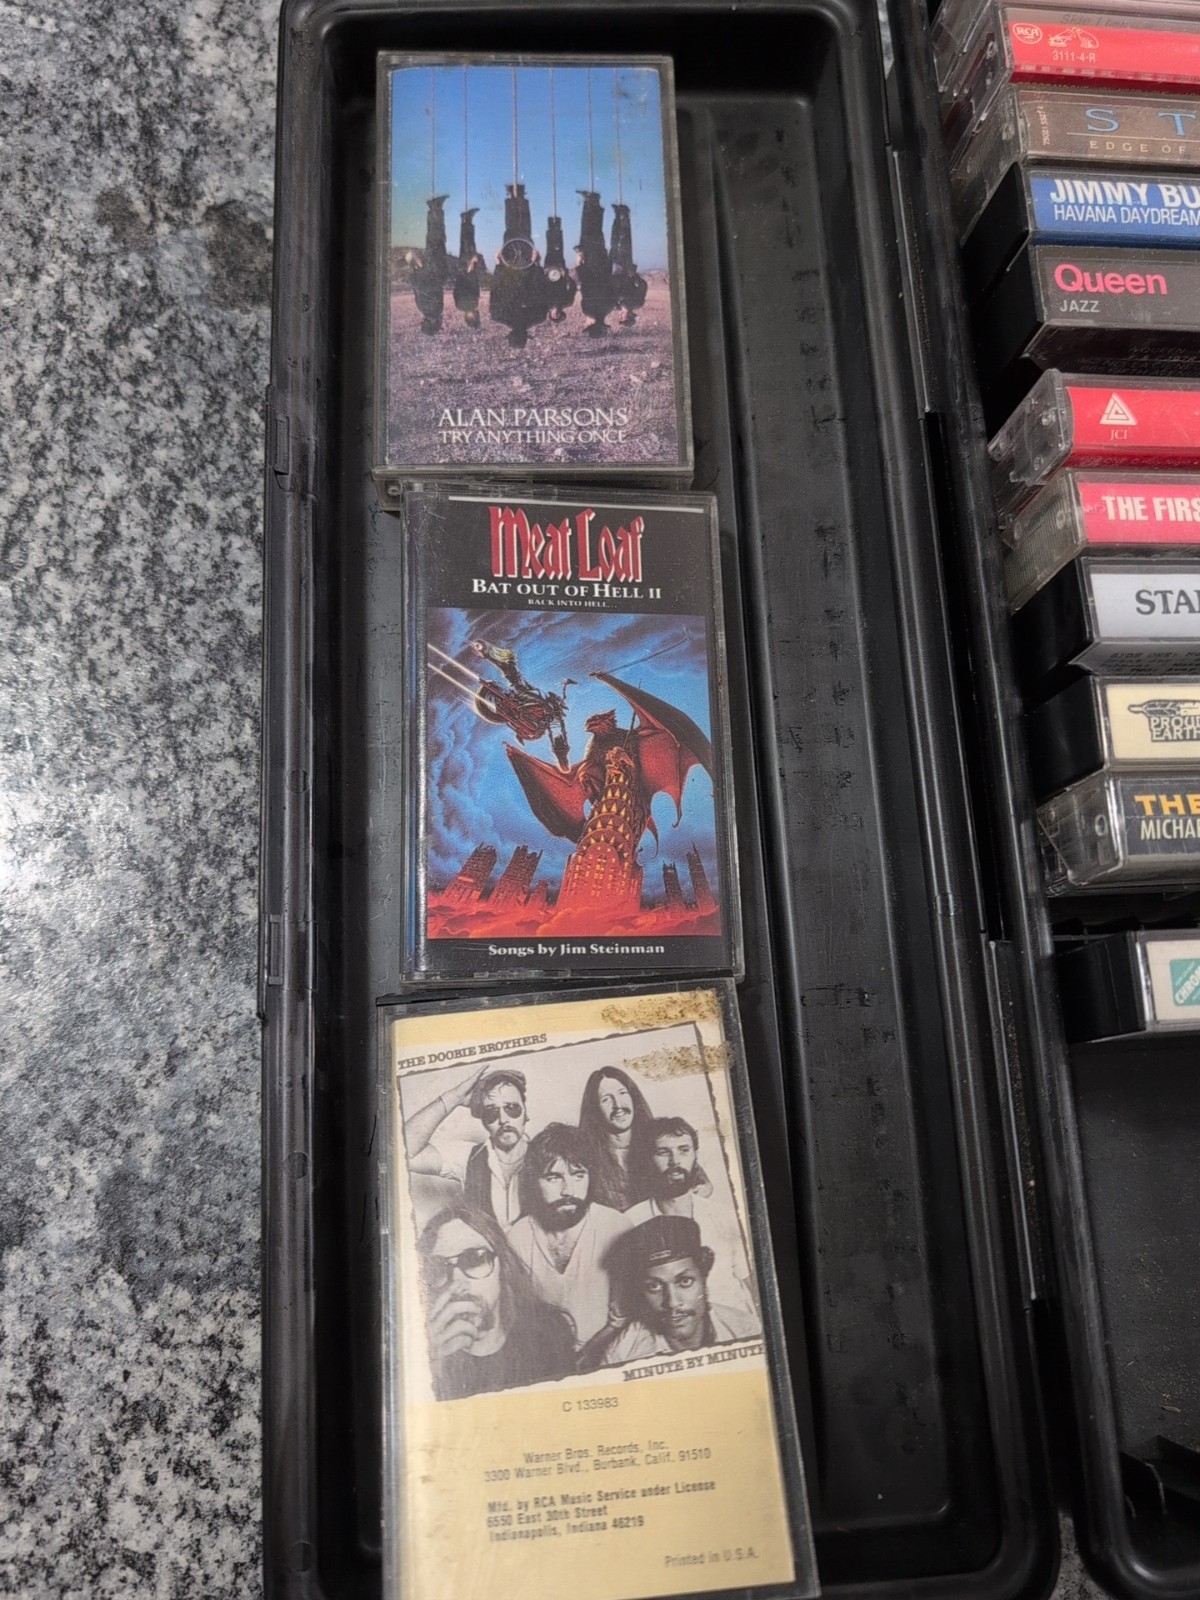 ALAN PARSONS
TRY ANYTHING ONCE
Meat Loaf
BAT OUT OF HELL II
BACK INTO HELL...
Songs by Jim Steinman
THE DOOBIE BROTHERS
MINUTE BY MINUTE
C 133983
Warner Bros. Records, Inc.
3300 Warner Blvd., Burbank, Calif. 91510
Mfd. by RCA Music Service under License
6550 East 30th Street
Indianapolis, Indiana 46219
Printed in U.S.A.
RCA
3111-4-R
ST
EDGE OF
JIMMY BU
HAVANA DAYDREAM
Queen
JAZZ
JCI
THE FIRS
STA
PROU
EARTH
THE
MICHA
CHRO